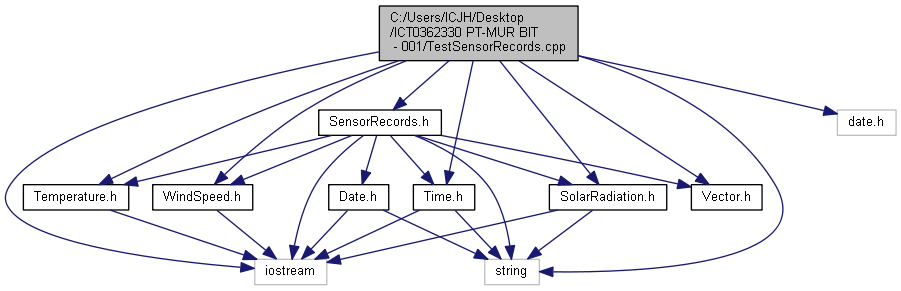 C:/Users/ICJH/Desktop
/ICT0362330 PT-MUR BIT
- 001/TestSensorRecords.cpp
SensorRecords.h
date.h
Temperature.h
WindSpeed.h
Date.h
Time.h
SolarRadiation.h
Vector.h
iostream
string